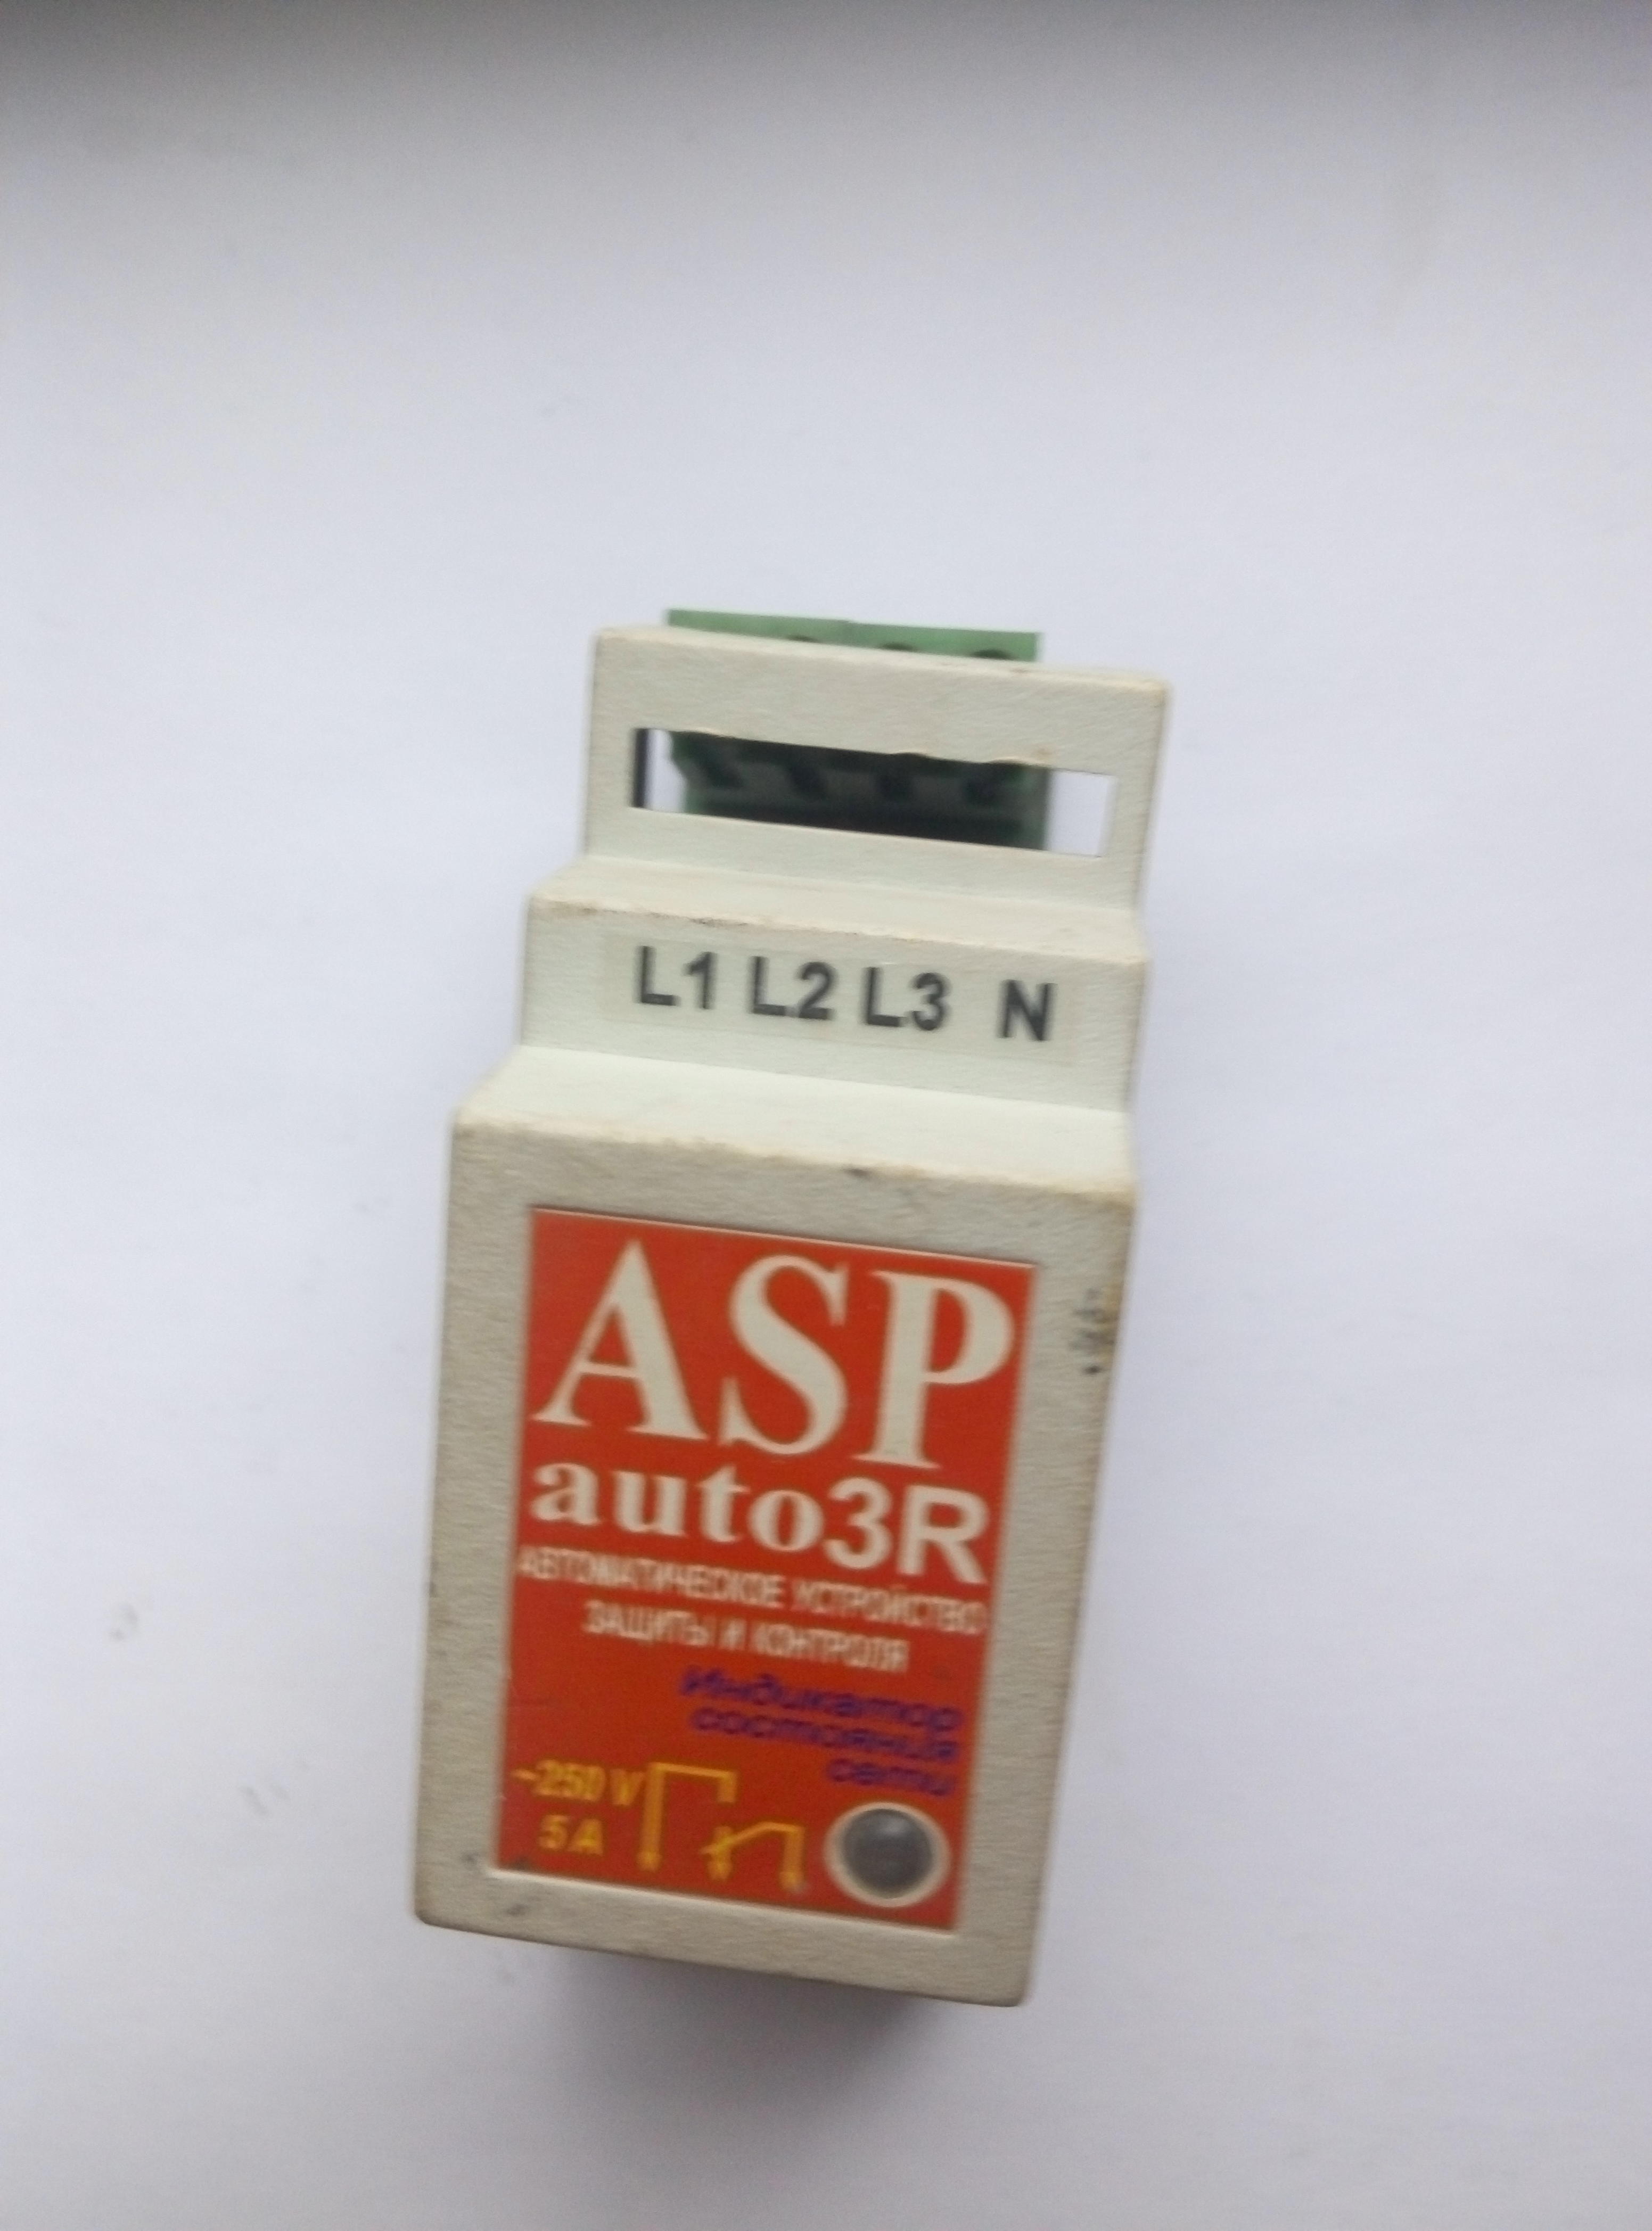 L1 L2 L3 N
ASP
auto3R
АВТОМАТИЧЕСКОЕ УСТРОЙСТВО
ЗАЩИТЫ И КОНТРОЛЯ
Индикатор
состояния
сети
~250 V
5 A